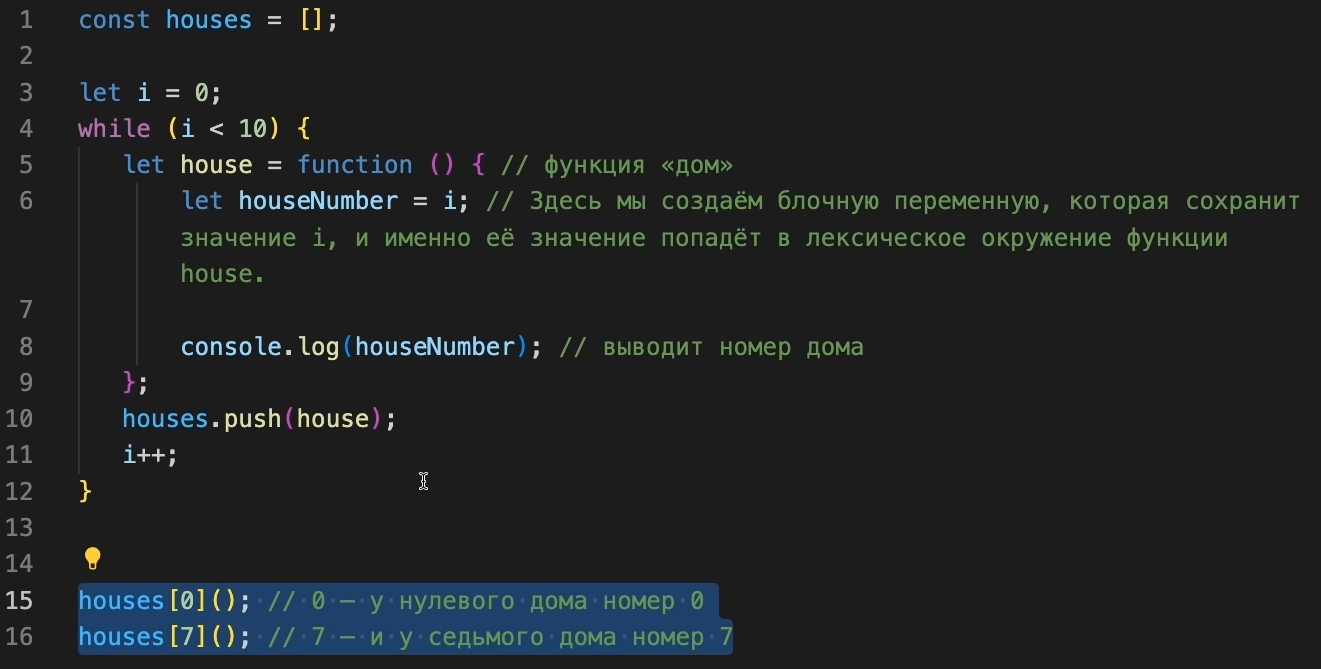 1 const houses = [];
2
3 let i = 0;
4 while (i < 10) {
5 let house = function () { // функция «дом»
6 let houseNumber = i; // Здесь мы создаём блочную переменную, которая сохранит
значение i, и именно её значение попадёт в лексическое окружение функции
house.
7
8 console.log(houseNumber); // выводит номер дома
9 };
10 houses.push(house);
11 i++;
12 }
13
14
15 houses[0](); // 0 — у нулевого дома номер 0
16 houses[7](); // 7 — и у седьмого дома номер 7